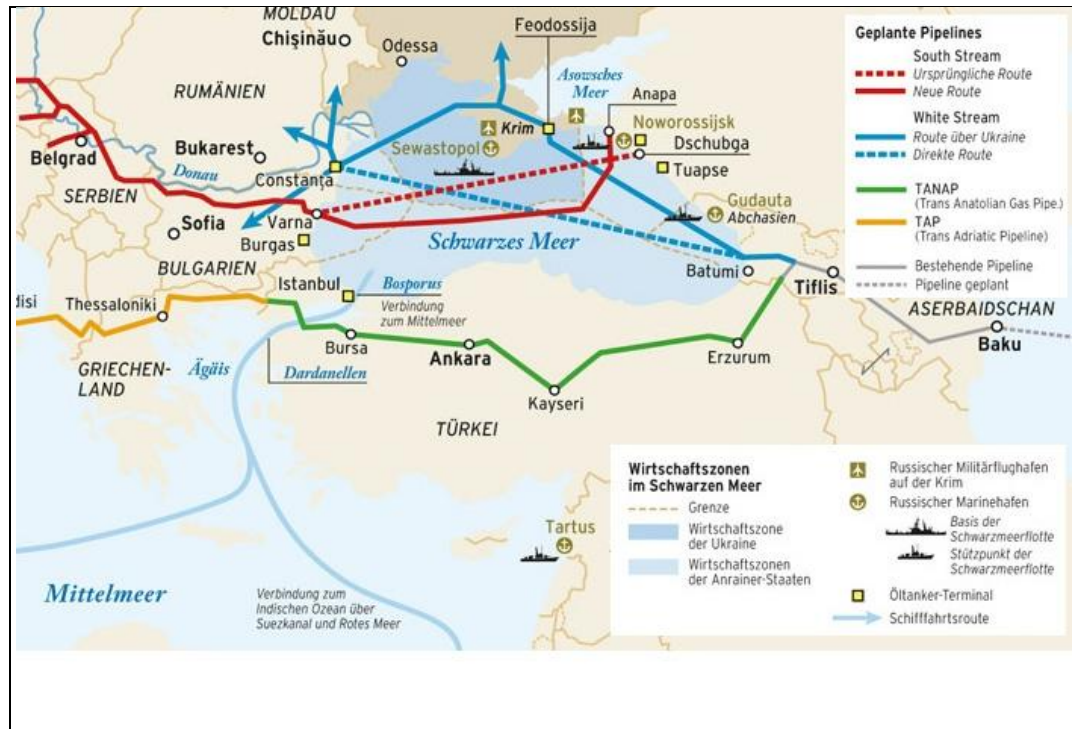 MOLDAU
Chişinău
Odessa
Feodossija
RUMÄNIEN
Asowsches
Meer
Anapa
Krim
Noworossijsk
Belgrad
Bukarest
Sewastopol
Dschubga
Donau
Constanţa
Tuapse
SERBIEN
Gudauta
Abchasien
Sofia
Varna
Burgas
Schwarzes Meer
BULGARIEN
Batumi
Tiflis
Istanbul
Bosporus
Verbindung
zum Mittelmeer
ASERBAIDSCHAN
Baku
disi
Thessaloniki
Bursa
Ankara
Erzurum
GRIECHEN-
LAND
Ägäis
Dardanellen
Kayseri
TÜRKEI
Tartus
Mittelmeer
Verbindung zum
Indischen Ozean über
Suezkanal und Rotes Meer
Geplante Pipelines
South Stream
Ursprüngliche Route
Neue Route
White Stream
Route über Ukraine
Direkte Route
TANAP
(Trans Anatolian Gas Pipe.)
TAP
(Trans Adriatic Pipeline)
Bestehende Pipeline
Pipeline geplant
Wirtschaftszonen
im Schwarzen Meer
Grenze
Wirtschaftszone
der Ukraine
Wirtschaftszonen
der Anrainer-Staaten
Russischer Militärflughafen
auf der Krim
Russischer Marinehafen
Basis der
Schwarzmeerflotte
Stützpunkt der
Schwarzmeerflotte
Öltanker-Terminal
Schifffahrtsroute